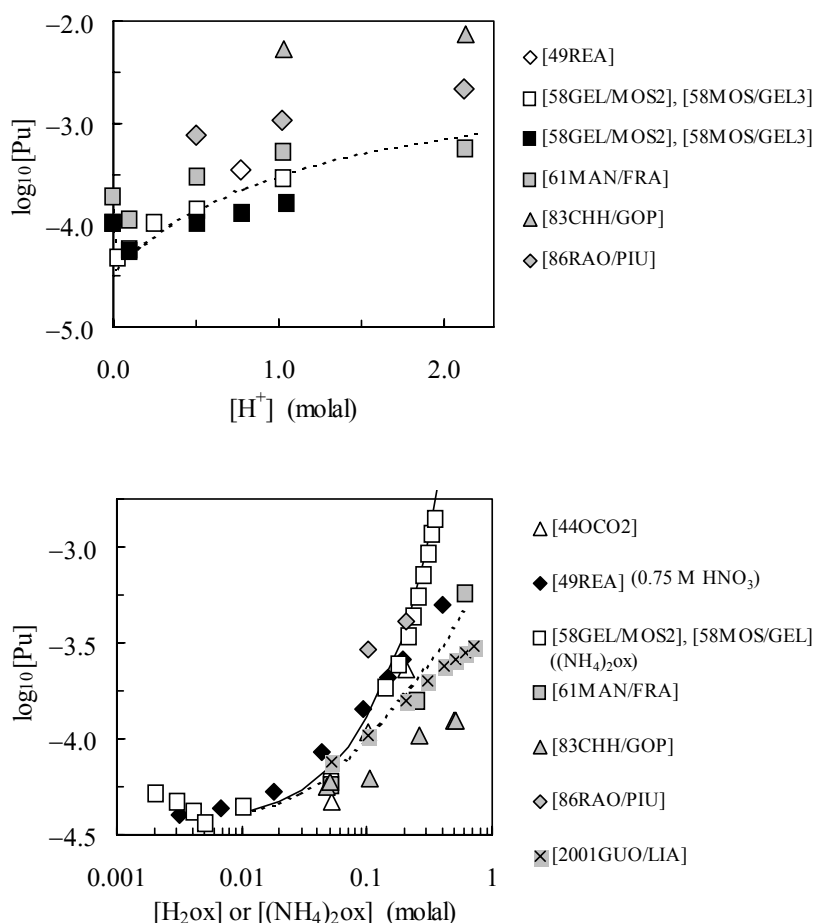 −2.0
−3.0
−4.0
−5.0
log₁₀[Pu]
0.0 1.0 2.0
[H⁺] (molal)
[49REA]
[58GEL/MOS2], [58MOS/GEL3]
[58GEL/MOS2], [58MOS/GEL3]
[61MAN/FRA]
[83CHH/GOP]
[86RAO/PIU]
−3.0
−3.5
−4.0
−4.5
log₁₀[Pu]
0.001 0.01 0.1 1
[H₂ox] or [(NH₄)₂ox] (molal)
[44OCO2]
[49REA] (0.75 M HNO₃)
[58GEL/MOS2], [58MOS/GEL]
((NH₄)₂ox)
[61MAN/FRA]
[83CHH/GOP]
[86RAO/PIU]
[2001GUO/LIA]